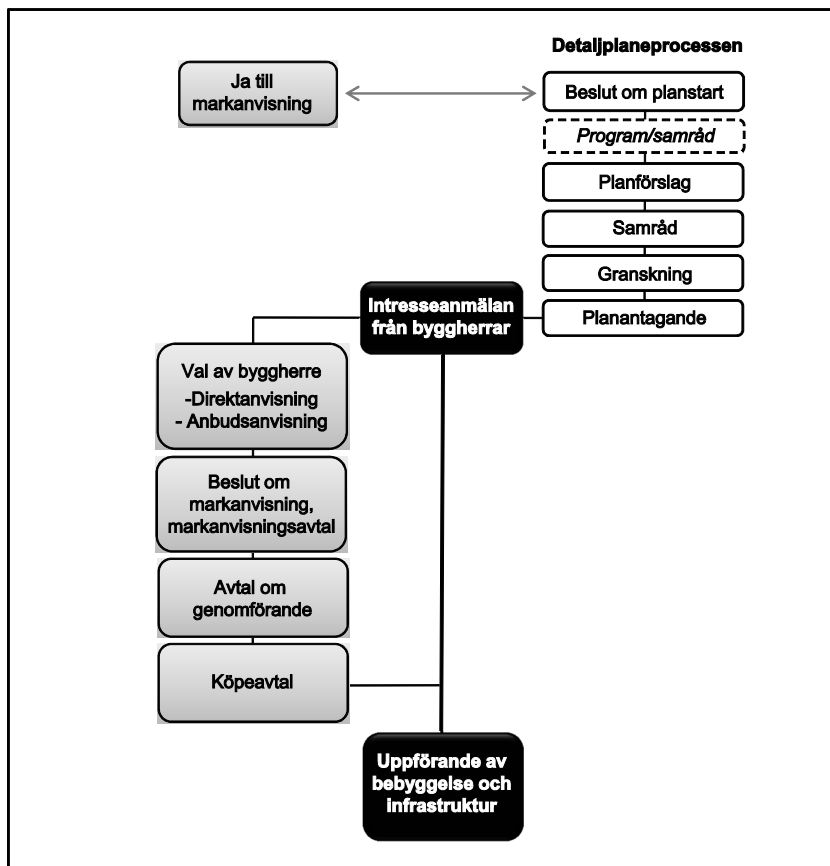 Detaljplaneprocessen
Ja till
markanvisning
Beslut om planstart
Program/samråd
Planförslag
Samråd
Granskning
Planantagande
Intresseanmälan
från byggherrar
Val av byggherre
-Direktanvisning
- Anbudsanvisning
Beslut om
markanvisning,
markanvisningsavtal
Avtal om
genomförande
Köpeavtal
Uppförande av
bebyggelse och
infrastruktur